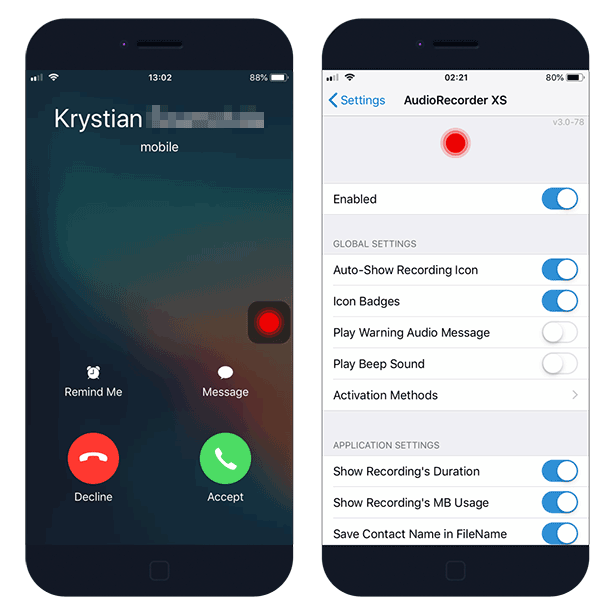 13:02
88%
Krystian
mobile
Remind Me
Message
Decline
Accept
02:21
80%
Settings
AudioRecorder XS
v3.0-78
Enabled
GLOBAL SETTINGS
Auto-Show Recording Icon
Icon Badges
Play Warning Audio Message
Play Beep Sound
Activation Methods
APPLICATION SETTINGS
Show Recording's Duration
Show Recording's MB Usage
Save Contact Name in FileName